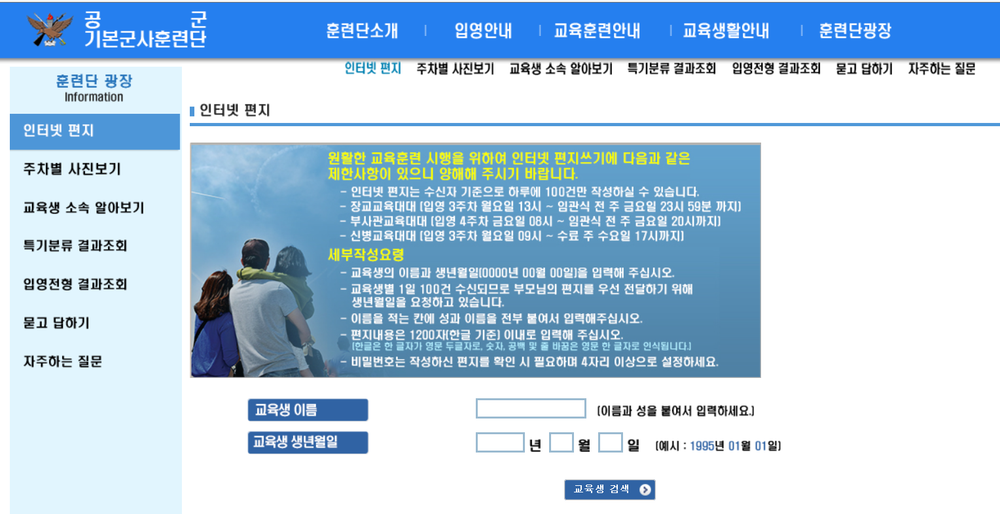 공 군
기본군사훈련단
훈련단소개 | 입영안내 | 교육훈련안내 | 교육생활안내 | 훈련단광장
인터넷 편지 주차별 사진보기 교육생 소속 알아보기 특기분류 결과조회 입영전형 결과조회 묻고 답하기 자주하는 질문
훈련단 광장
Information
인터넷 편지
주차별 사진보기
교육생 소속 알아보기
특기분류 결과조회
입영전형 결과조회
묻고 답하기
자주하는 질문
인터넷 편지
원활한 교육훈련 시행을 위하여 인터넷 편지쓰기에 다음과 같은
제한사항이 있으니 양해해 주시기 바랍니다.
- 인터넷 편지는 수신자 기준으로 하루에 100건만 작성하실 수 있습니다.
- 장교교육대대 (입영 3주차 월요일 13시 ~ 임관식 전 주 금요일 23시 59분 까지)
- 부사관교육대대 (입영 4주차 금요일 08시 ~ 임관식 전 주 금요일 20시까지)
- 신병교육대대 (입영 3주차 월요일 09시 ~ 수료 주 수요일 17시까지)
세부작성요령
- 교육생의 이름과 생년월일(0000년 00월 00일)을 입력해 주십시오.
- 교육생별 1일 100건 수신되므로 부모님의 편지를 우선 전달하기 위해
생년월일을 요청하고 있습니다.
- 이름을 적는 칸에 성과 이름을 전부 붙여서 입력해주십시오.
- 편지내용은 1200자(한글 기준) 이내로 입력해 주십시오.
(한글은 한 글자가 영문 두글자로, 숫자, 공백 및 줄 바꿈은 영문 한 글자로 인식됩니다.)
- 비밀번호는 작성하신 편지를 확인 시 필요하며 4자리 이상으로 설정하세요.
교육생 이름 (이름과 성을 붙여서 입력하세요.)
교육생 생년월일 년 월 일 (예시 : 1995년 01월 01일)
교육생 검색